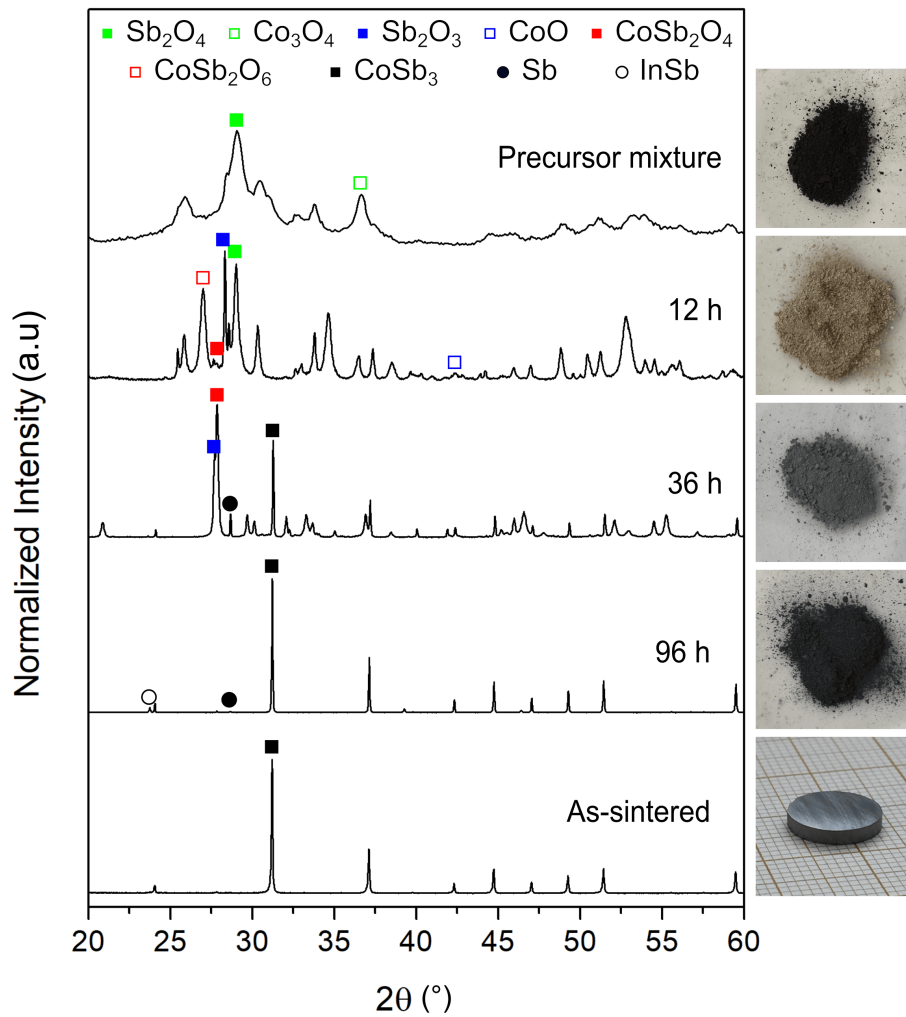 Sb₂O₄ Co₃O₄ Sb₂O₃ CoO CoSb₂O₄
CoSb₂O₆ CoSb₃ Sb InSb
Precursor mixture
12 h
36 h
96 h
As-sintered
Normalized Intensity (a.u)
20 25 30 35 40 45 50 55 60
2θ (°)